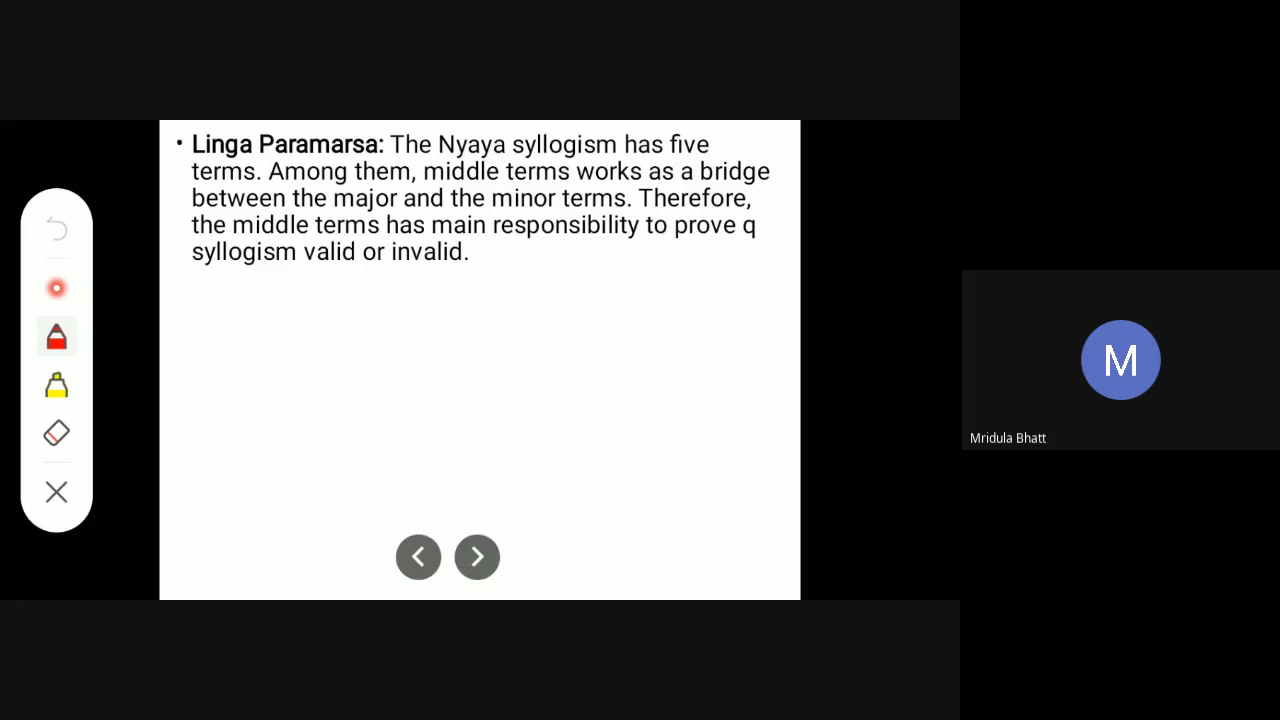 • Linga Paramarsa: The Nyaya syllogism has five
terms. Among them, middle terms works as a bridge
between the major and the minor terms. Therefore,
the middle terms has main responsibility to prove q
syllogism valid or invalid.
M
Mridula Bhatt